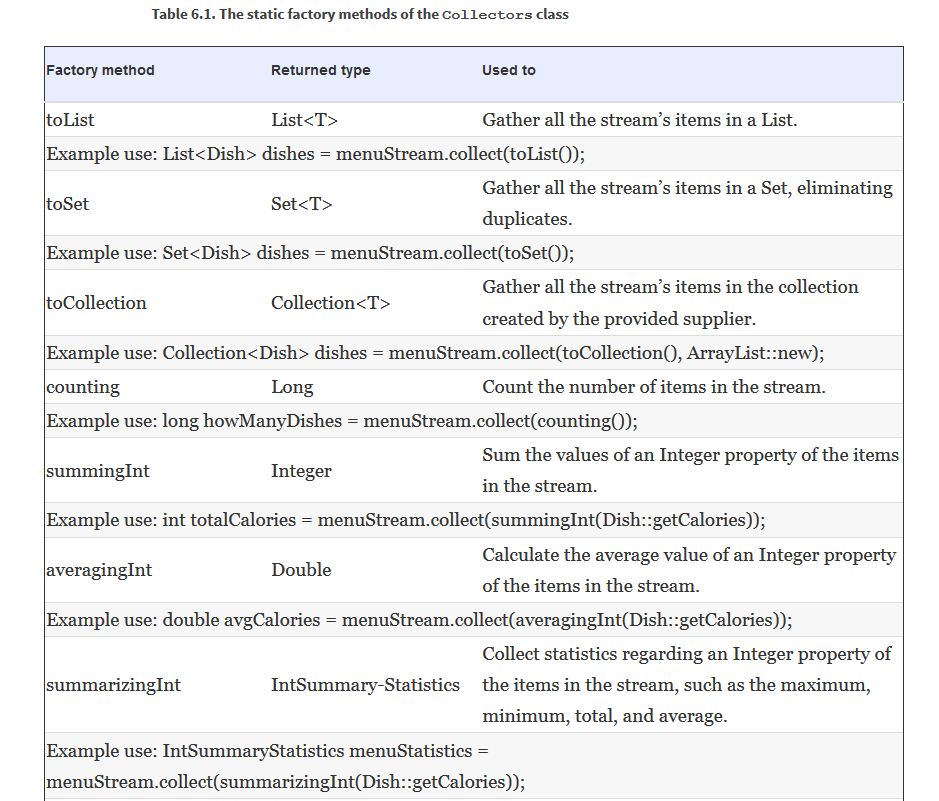 Table 6.1. The static factory methods of the Collectors class
Factory method Returned type Used to
toList List<T> Gather all the stream’s items in a List.
Example use: List<Dish> dishes = menuStream.collect(toList());
toSet Set<T> Gather all the stream’s items in a Set, eliminating
duplicates.
Example use: Set<Dish> dishes = menuStream.collect(toSet());
toCollection Collection<T> Gather all the stream’s items in the collection
created by the provided supplier.
Example use: Collection<Dish> dishes = menuStream.collect(toCollection(), ArrayList::new);
counting Long Count the number of items in the stream.
Example use: long howManyDishes = menuStream.collect(counting());
summingInt Integer Sum the values of an Integer property of the items
in the stream.
Example use: int totalCalories = menuStream.collect(summingInt(Dish::getCalories));
averagingInt Double Calculate the average value of an Integer property
of the items in the stream.
Example use: double avgCalories = menuStream.collect(averagingInt(Dish::getCalories));
summarizingInt IntSummary-Statistics Collect statistics regarding an Integer property of
the items in the stream, such as the maximum,
minimum, total, and average.
Example use: IntSummaryStatistics menuStatistics =
menuStream.collect(summarizingInt(Dish::getCalories));